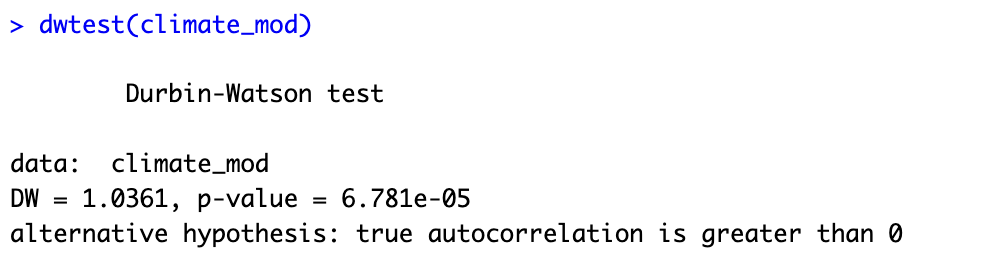 > dwtest(climate_mod)
Durbin-Watson test
data:  climate_mod
DW = 1.0361, p-value = 6.781e-05
alternative hypothesis: true autocorrelation is greater than 0